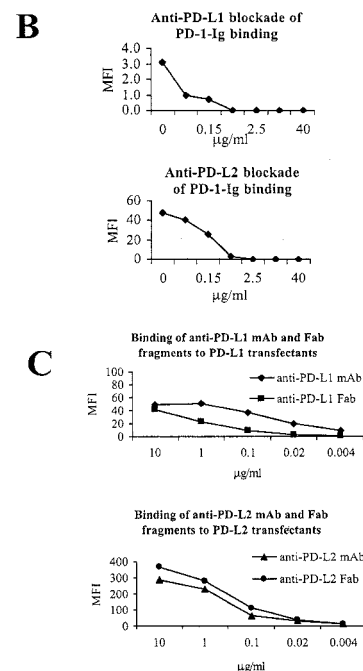 B
Anti-PD-L1 blockade of
PD-1-Ig binding
MFI
4.0
3.0
2.0
1.0
0.0
0 0.15 2.5 40
µg/ml
Anti-PD-L2 blockade
of PD-1-Ig binding
MFI
60
40
20
0
0 0.15 2.5 40
µg/ml
C
Binding of anti-PD-L1 mAb and Fab
fragments to PD-L1 transfectants
MFI
100
80
60
40
20
0
anti-PD-L1 mAb
anti-PD-L1 Fab
10 1 0.1 0.02 0.004
µg/ml
Binding of anti-PD-L2 mAb and Fab
fragments to PD-L2 transfectants
MFI
400
300
200
100
0
anti-PD-L2 mAb
anti-PD-L2 Fab
10 1 0.1 0.02 0.004
µg/ml